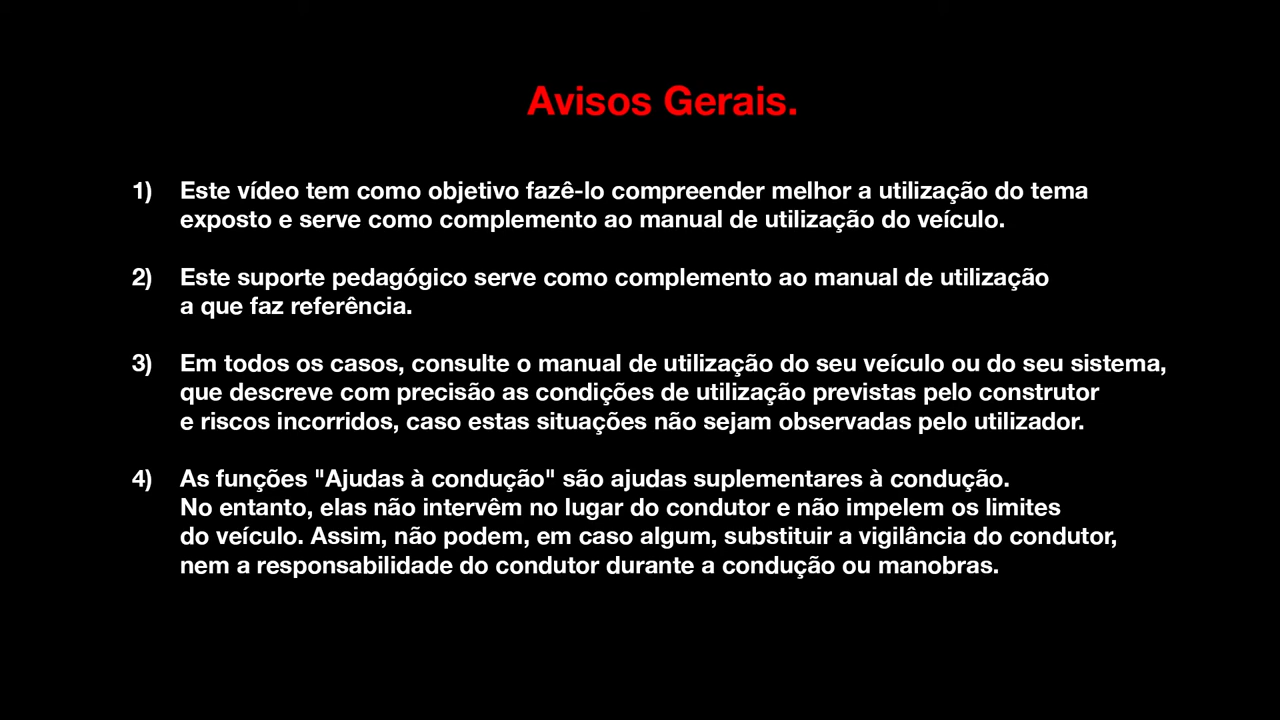 Avisos Gerais.
1) Este vídeo tem como objetivo fazê-lo compreender melhor a utilização do tema
exposto e serve como complemento ao manual de utilização do veículo.
2) Este suporte pedagógico serve como complemento ao manual de utilização
a que faz referência.
3) Em todos os casos, consulte o manual de utilização do seu veículo ou do seu sistema,
que descreve com precisão as condições de utilização previstas pelo construtor
e riscos incorridos, caso estas situações não sejam observadas pelo utilizador.
4) As funções "Ajudas à condução" são ajudas suplementares à condução.
No entanto, elas não intervêm no lugar do condutor e não impelem os limites
do veículo. Assim, não podem, em caso algum, substituir a vigilância do condutor,
nem a responsabilidade do condutor durante a condução ou manobras.